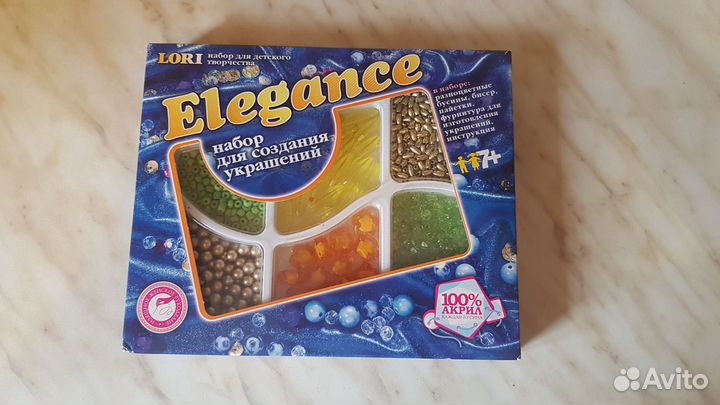 LORI
набор для детского
творчества
Elegance
набор
для создания
украшений
в наборе:
разноцветные
бусины, бисер,
пайетки,
фурнитура для
изготовления
украшений,
инструкция
7+
100%
АКРИЛ
КАЖДАЯ БУСИНА
Avito